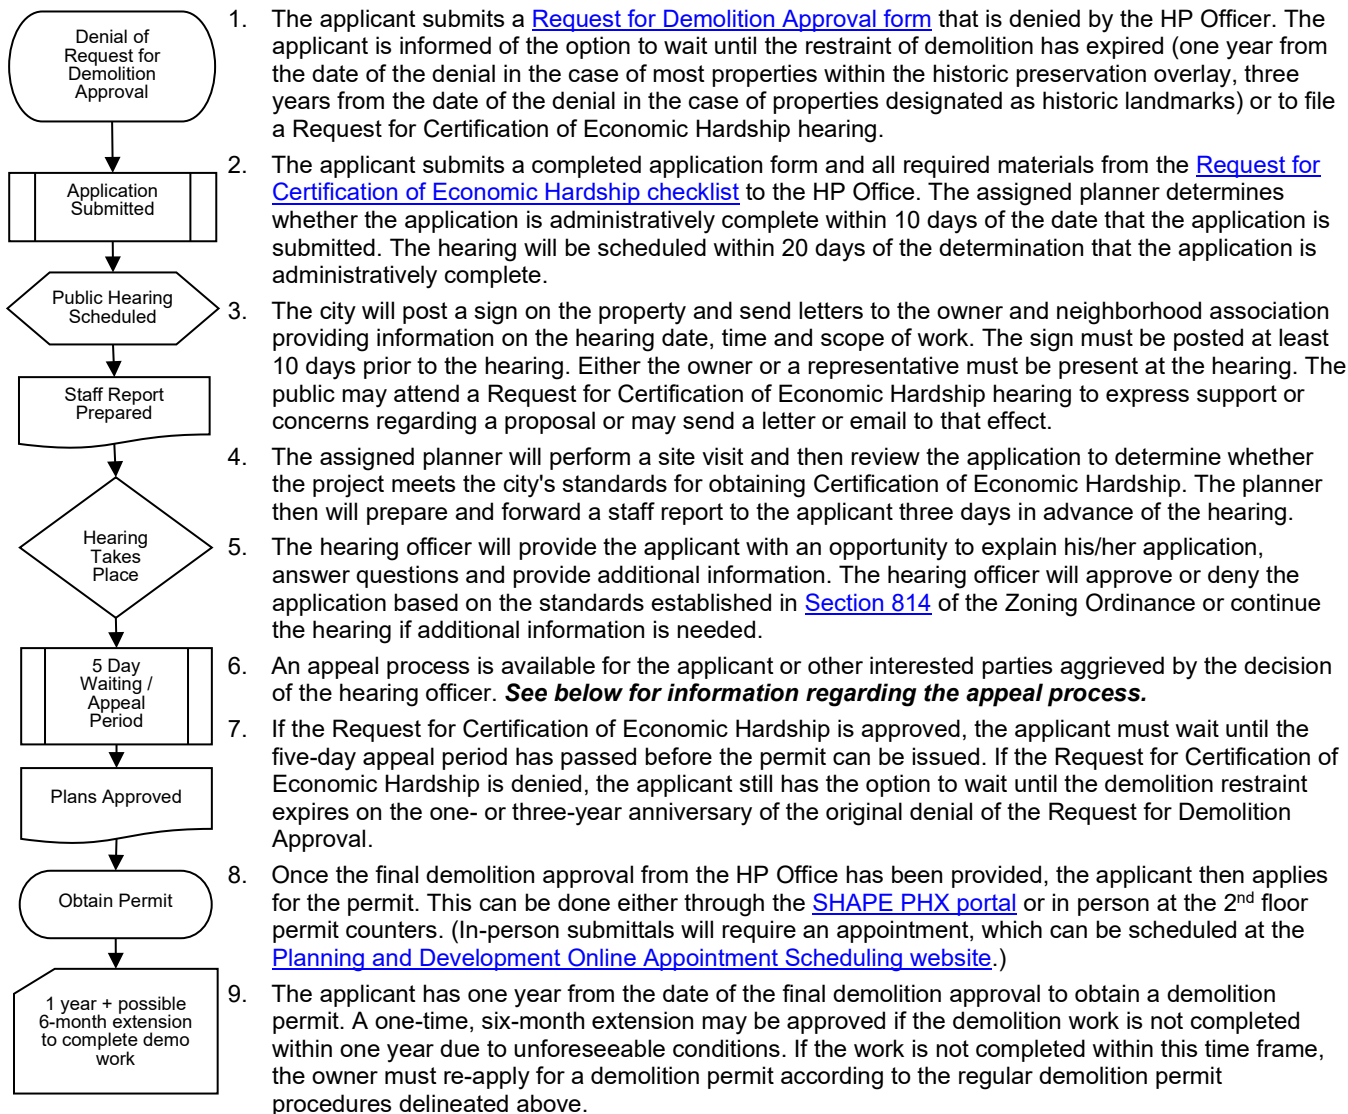 Denial of
Request for
Demolition
Approval
Application
Submitted
Public Hearing
Scheduled
Staff Report
Prepared
Hearing
Takes
Place
5 Day
Waiting /
Appeal
Period
Plans Approved
Obtain Permit
1 year + possible
6-month extension
to complete demo
work
1. The applicant submits a Request for Demolition Approval form that is denied by the HP Officer. The
applicant is informed of the option to wait until the restraint of demolition has expired (one year from
the date of the denial in the case of most properties within the historic preservation overlay, three
years from the date of the denial in the case of properties designated as historic landmarks) or to file
a Request for Certification of Economic Hardship hearing.
2. The applicant submits a completed application form and all required materials from the Request for
Certification of Economic Hardship checklist to the HP Office. The assigned planner determines
whether the application is administratively complete within 10 days of the date that the application is
submitted. The hearing will be scheduled within 20 days of the determination that the application is
administratively complete.
3. The city will post a sign on the property and send letters to the owner and neighborhood association
providing information on the hearing date, time and scope of work. The sign must be posted at least
10 days prior to the hearing. Either the owner or a representative must be present at the hearing. The
public may attend a Request for Certification of Economic Hardship hearing to express support or
concerns regarding a proposal or may send a letter or email to that effect.
4. The assigned planner will perform a site visit and then review the application to determine whether
the project meets the city's standards for obtaining Certification of Economic Hardship. The planner
then will prepare and forward a staff report to the applicant three days in advance of the hearing.
5. The hearing officer will provide the applicant with an opportunity to explain his/her application,
answer questions and provide additional information. The hearing officer will approve or deny the
application based on the standards established in Section 814 of the Zoning Ordinance or continue
the hearing if additional information is needed.
6. An appeal process is available for the applicant or other interested parties aggrieved by the decision
of the hearing officer. See below for information regarding the appeal process.
7. If the Request for Certification of Economic Hardship is approved, the applicant must wait until the
five-day appeal period has passed before the permit can be issued. If the Request for Certification of
Economic Hardship is denied, the applicant still has the option to wait until the demolition restraint
expires on the one- or three-year anniversary of the original denial of the Request for Demolition
Approval.
8. Once the final demolition approval from the HP Office has been provided, the applicant then applies
for the permit. This can be done either through the SHAPE PHX portal or in person at the 2nd floor
permit counters. (In-person submittals will require an appointment, which can be scheduled at the
Planning and Development Online Appointment Scheduling website.)
9. The applicant has one year from the date of the final demolition approval to obtain a demolition
permit. A one-time, six-month extension may be approved if the demolition work is not completed
within one year due to unforeseeable conditions. If the work is not completed within this time frame,
the owner must re-apply for a demolition permit according to the regular demolition permit
procedures delineated above.